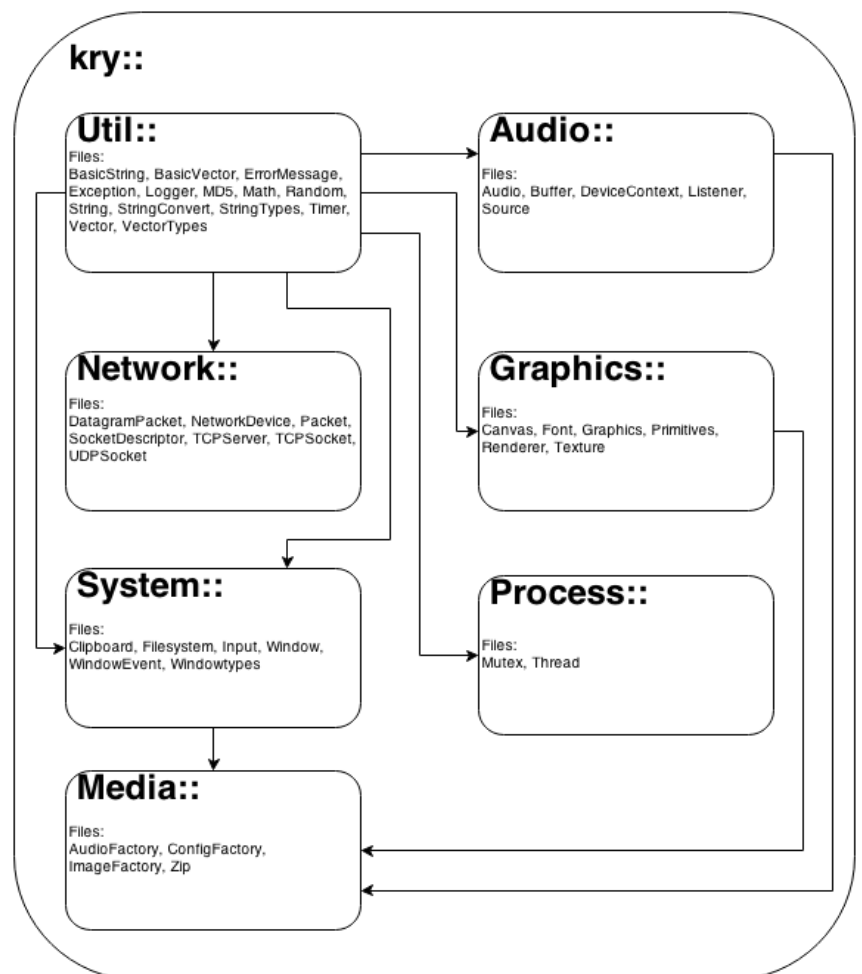 kry::
Util::
Files:
BasicString, BasicVector, ErrorMessage,
Exception, Logger, MD5, Math, Random,
String, StringConvert, StringTypes, Timer,
Vector, VectorTypes
Audio::
Files:
Audio, Buffer, DeviceContext, Listener,
Source
Network::
Files:
DatagramPacket, NetworkDevice, Packet,
SocketDescriptor, TCPServer, TCPSocket,
UDPSocket
Graphics::
Files:
Canvas, Font, Graphics, Primitives,
Renderer, Texture
System::
Files:
Clipboard, Filesystem, Input, Window,
WindowEvent, Windowtypes
Process::
Files:
Mutex, Thread
Media::
Files:
AudioFactory, ConfigFactory,
ImageFactory, Zip